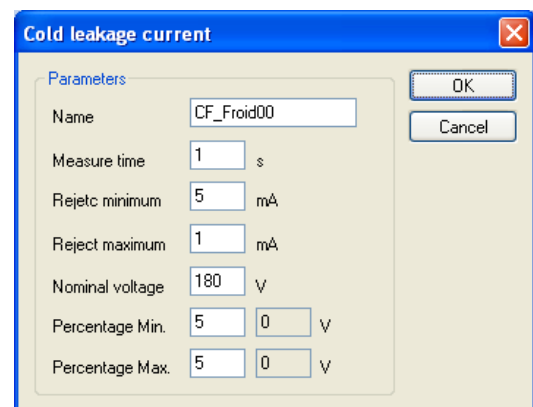 Cold leakage current
Parameters
OK
Cancel
Name CF_Froid00
Measure time 1 s
Rejetc minimum 5 mA
Reject maximum 1 mA
Nominal voltage 180 V
Percentage Min. 5 0 V
Percentage Max. 5 0 V